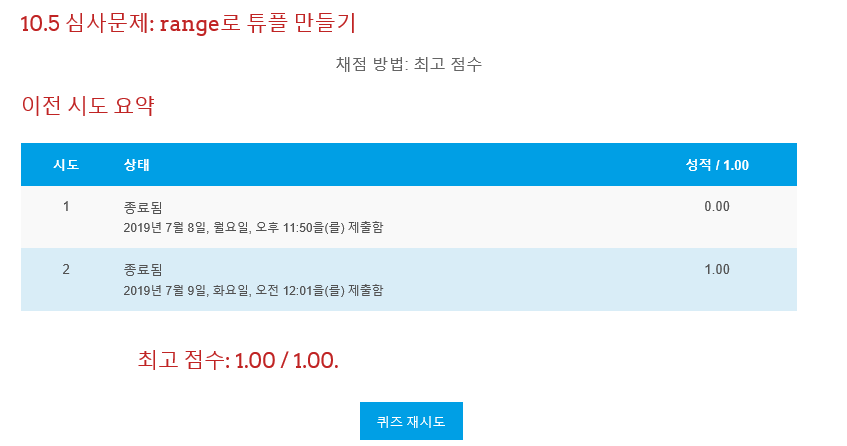 10.5 심사문제: range로 튜플 만들기
채점 방법: 최고 점수
이전 시도 요약
시도 상태 성적 / 1.00
1 종료됨 0.00
2019년 7월 8일, 월요일, 오후 11:50을(를) 제출함
2 종료됨 1.00
2019년 7월 9일, 화요일, 오전 12:01을(를) 제출함
최고 점수: 1.00 / 1.00.
퀴즈 재시도